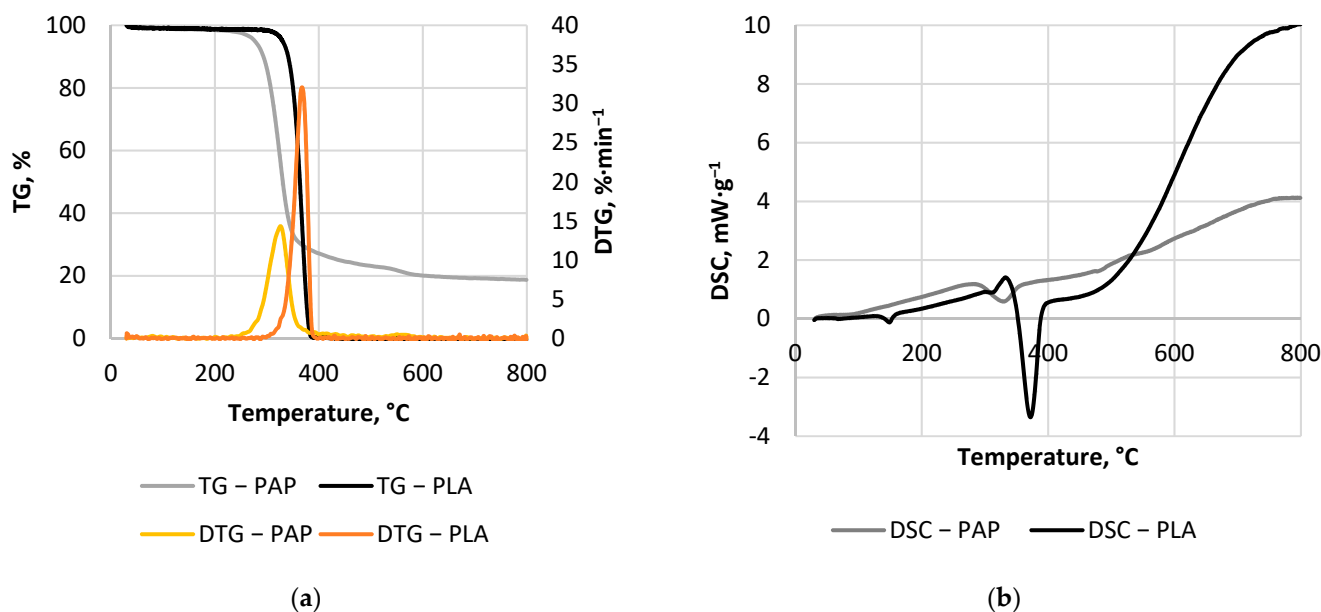 100
80
60
40
20
0
TG, %
40
35
30
25
20
15
10
5
0
DTG, %·min⁻¹
0 200 400 600 800
Temperature, °C
TG − PAP TG − PLA
DTG − PAP DTG − PLA
(a)
10
8
6
4
2
0
-2
-4
DSC, mW·g⁻¹
0 200 400 600 800
Temperature, °C
DSC − PAP DSC − PLA
(b)